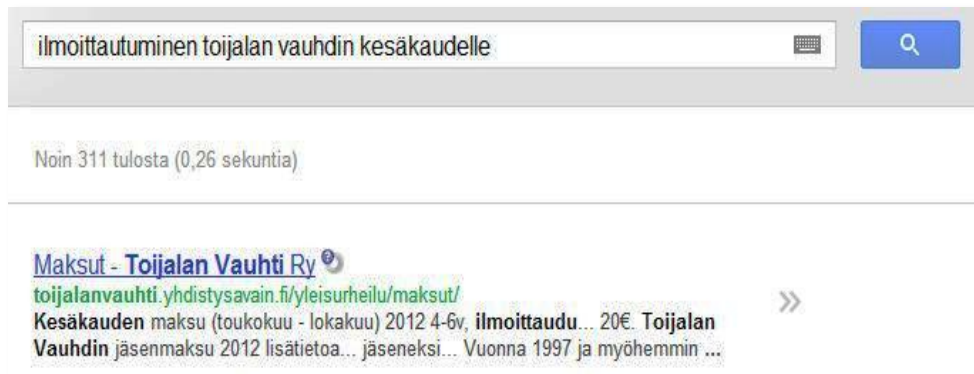 ilmoittautuminen toijalan vauhdin kesäkaudelle
Noin 311 tulosta (0,26 sekuntia)
Maksut - Toijalan Vauhti Ry
toijalanvauhti.yhdistysavain.fi/yleisurheilu/maksut/
Kesäkauden maksu (toukokuu - lokakuu) 2012 4-6v, ilmoittaudu... 20€. Toijalan
Vauhdin jäsenmaksu 2012 lisätietoa... jäseneksi... Vuonna 1997 ja myöhemmin ...